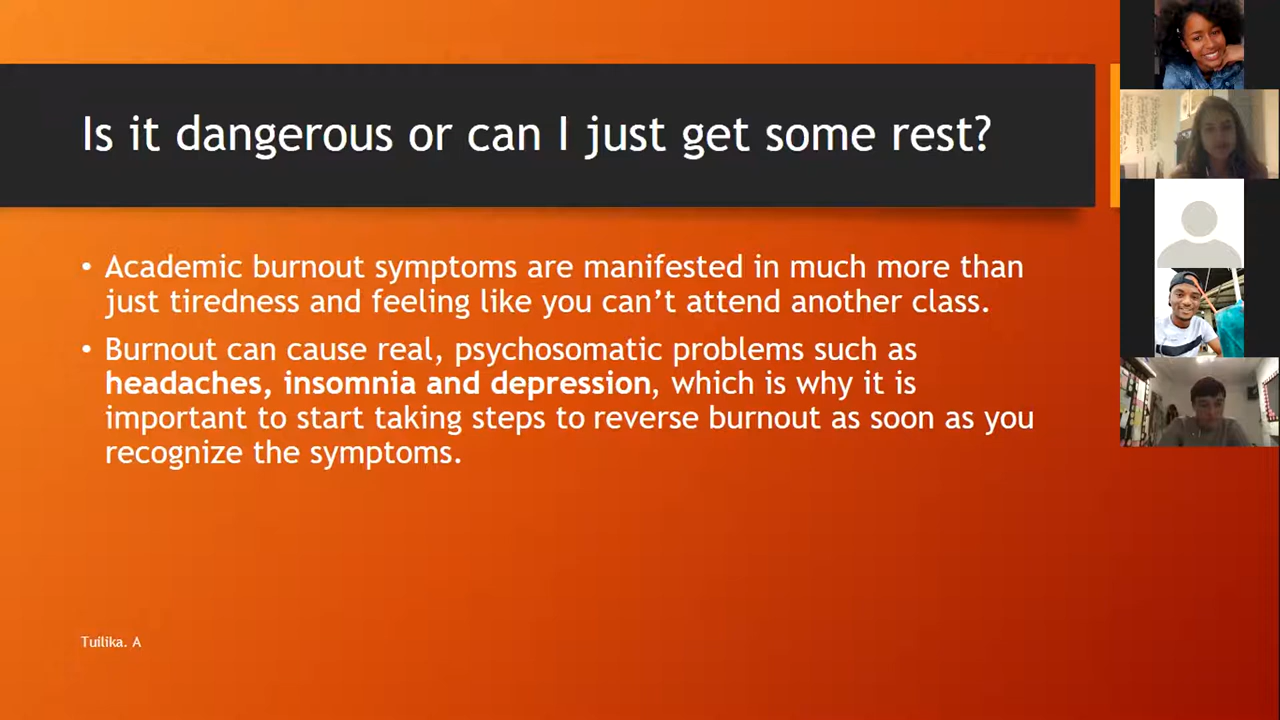 Is it dangerous or can I just get some rest?
• Academic burnout symptoms are manifested in much more than
just tiredness and feeling like you can’t attend another class.
• Burnout can cause real, psychosomatic problems such as
headaches, insomnia and depression, which is why it is
important to start taking steps to reverse burnout as soon as you
recognize the symptoms.
Tuilika. A